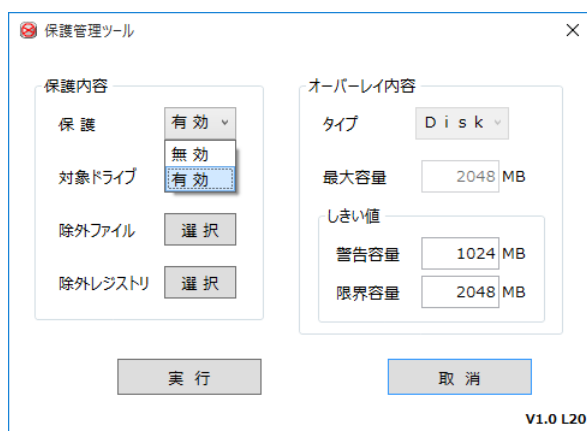 保護管理ツール
保護内容
保 護
有 効
無 効
有 効
対象ドライブ
除外ファイル
選 択
除外レジストリ
選 択
オーバーレイ内容
タイプ
Ｄｉｓｋ
最大容量
2048 MB
しきい値
警告容量
1024 MB
限界容量
2048 MB
実 行
取 消
V1.0 L20